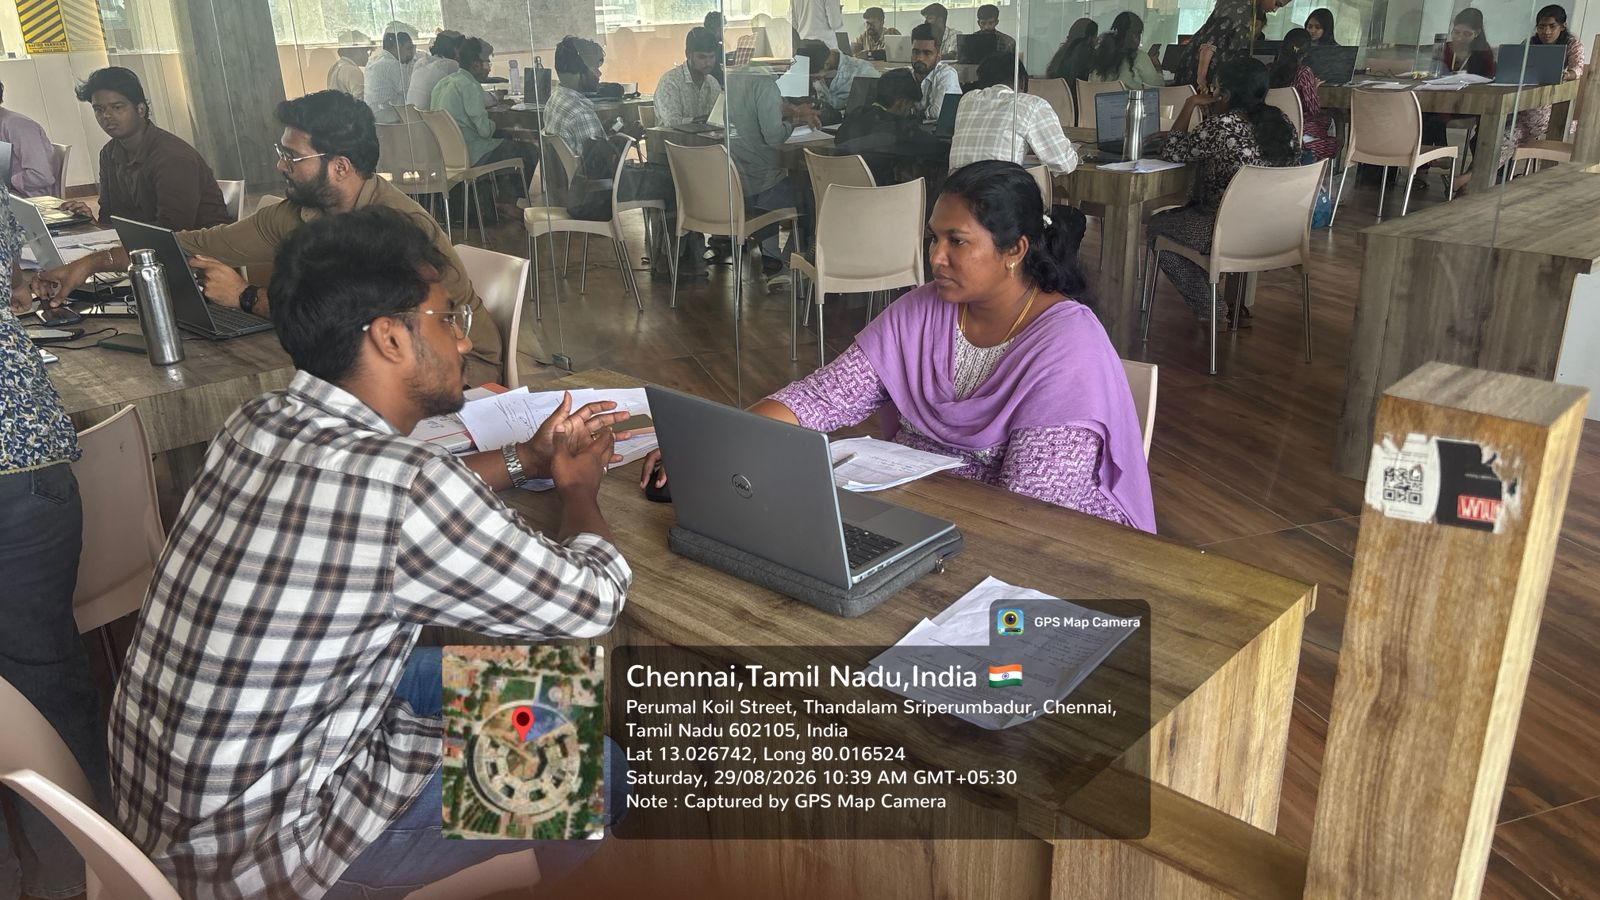 GPS Map Camera
Chennai,Tamil Nadu,India
Perumal Koil Street, Thandalam Sriperumbadur, Chennai,
Tamil Nadu 602105, India
Lat 13.026742, Long 80.016524
Saturday, 29/08/2026 10:39 AM GMT+05:30
Note : Captured by GPS Map Camera
DELL